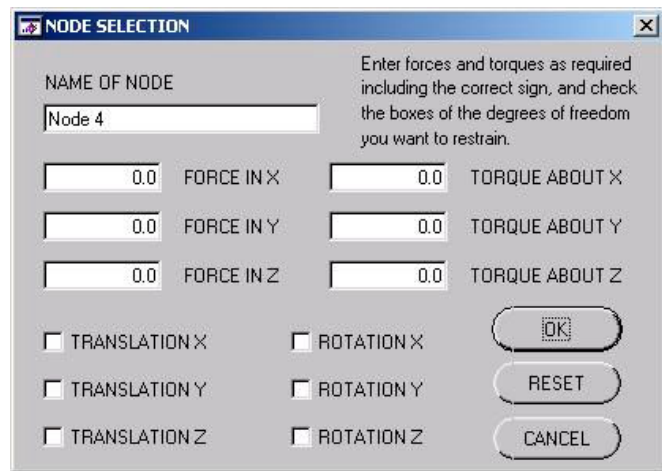 NODE SELECTION
NAME OF NODE
Node 4
Enter forces and torques as required
including the correct sign, and check
the boxes of the degrees of freedom
you want to restrain.
0.0 FORCE IN X 0.0 TORQUE ABOUT X
0.0 FORCE IN Y 0.0 TORQUE ABOUT Y
0.0 FORCE IN Z 0.0 TORQUE ABOUT Z
TRANSLATION X ROTATION X
TRANSLATION Y ROTATION Y
TRANSLATION Z ROTATION Z
OK
RESET
CANCEL